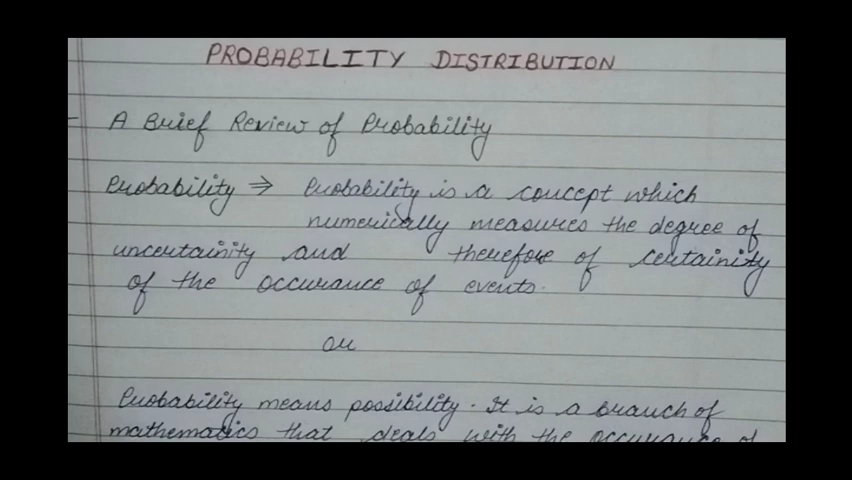 PROBABILITY DISTRIBUTION
A Brief Review of Probability
Probability ⇒ Probability is a concept which
numerically measures the degree of
uncertainity and therefore of certainity
of the occurance of events.
or
Probability means possibility. It is a branch of
mathematics that deals with the occurance of